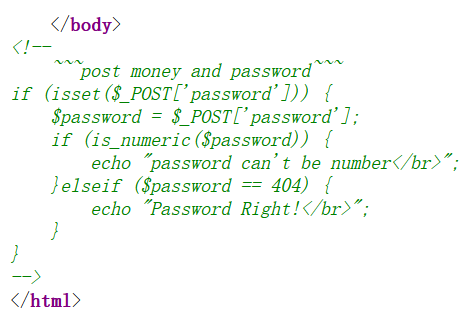 </body>
<!--
~~~post money and password~~~
if (isset($_POST['password'])) {
$password = $_POST['password'];
if (is_numeric($password)) {
echo "password can't be number</br>";
}elseif ($password == 404) {
echo "Password Right!</br>";
}
}
-->
</html>